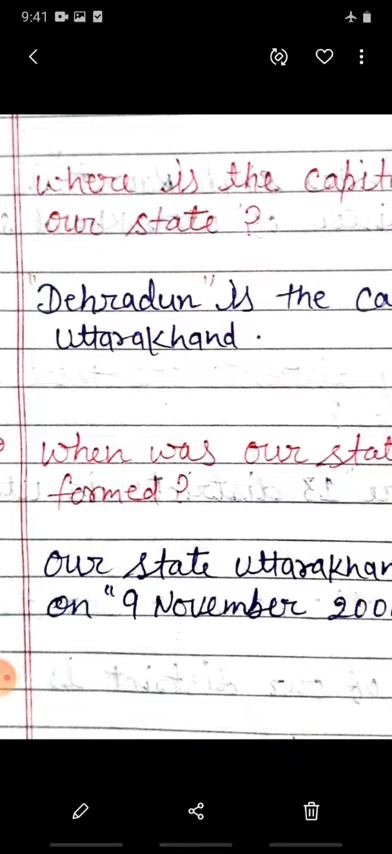 9:41
where is the capit
our state ?
"Dehradun" is the ca
Uttarakhand .
when was our stat
formed ?
our state uttarakhan
on "9 November 200